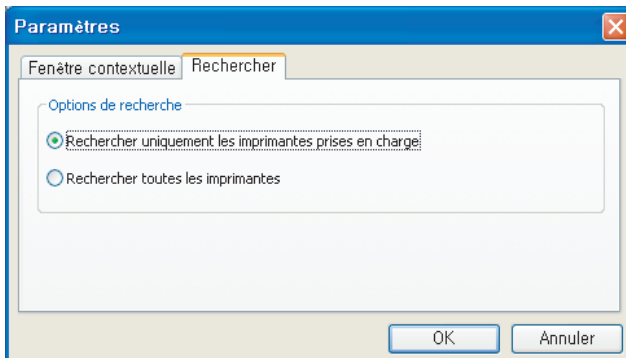 Paramètres
Fenêtre contextuelle Rechercher
Options de recherche
Rechercher uniquement les imprimantes prises en charge
Rechercher toutes les imprimantes
OK Annuler